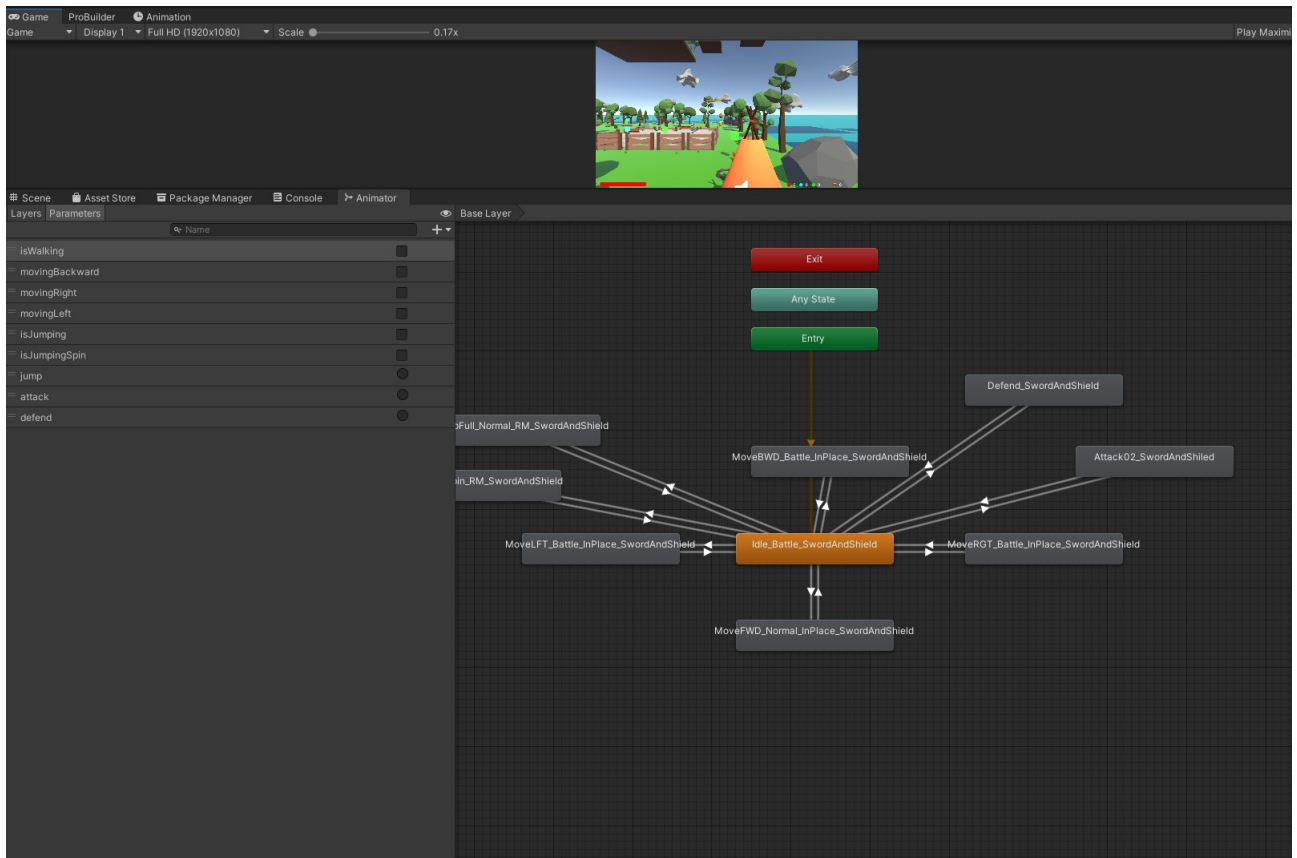 Game ProBuilder Animation
Game Display 1 Full HD (1920x1080) Scale 0.17x Play Maximi
Scene Asset Store Package Manager Console Animator
Layers Parameters Base Layer
Name
isWalking
movingBackward
movingRight
movingLeft
isJumping
isJumpingSpin
jump
attack
defend
Exit
Any State
Entry
Defend_SwordAndShield
Full_Normal_RM_SwordAndShield
MoveBWD_Battle_InPlace_SwordAndShield
Attack02_SwordAndShiled
in_RM_SwordAndShield
MoveLFT_Battle_InPlace_SwordAndShield
Idle_Battle_SwordAndShield
MoveRGT_Battle_InPlace_SwordAndShield
MoveFWD_Normal_InPlace_SwordAndShield